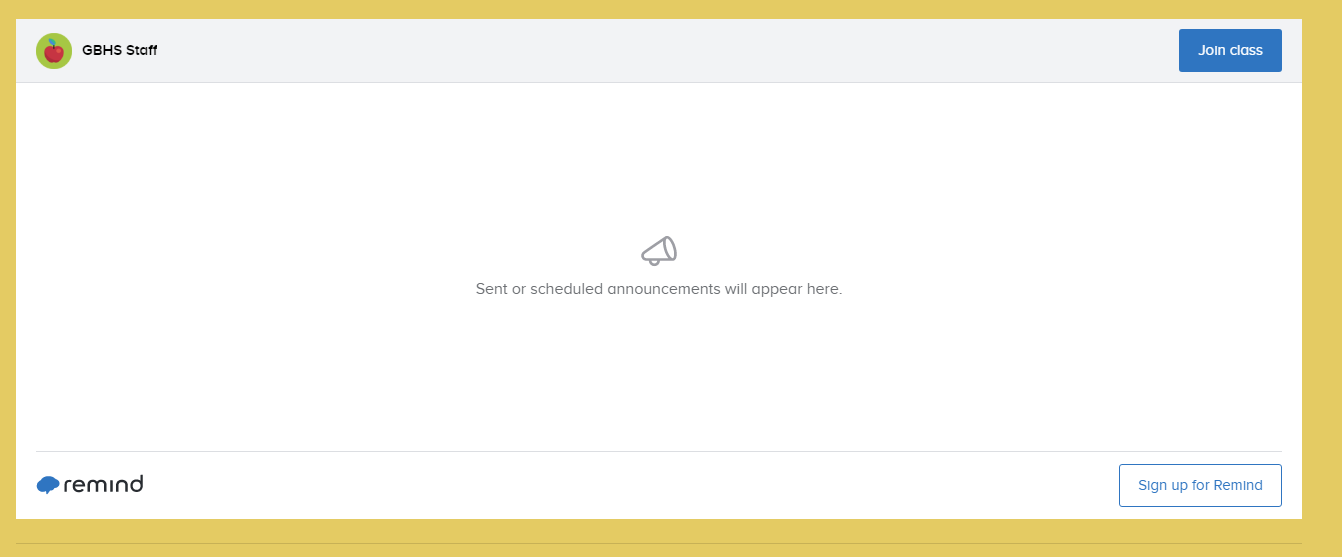 GBHS Staff
Join class
Sent or scheduled announcements will appear here.
remind
Sign up for Remind